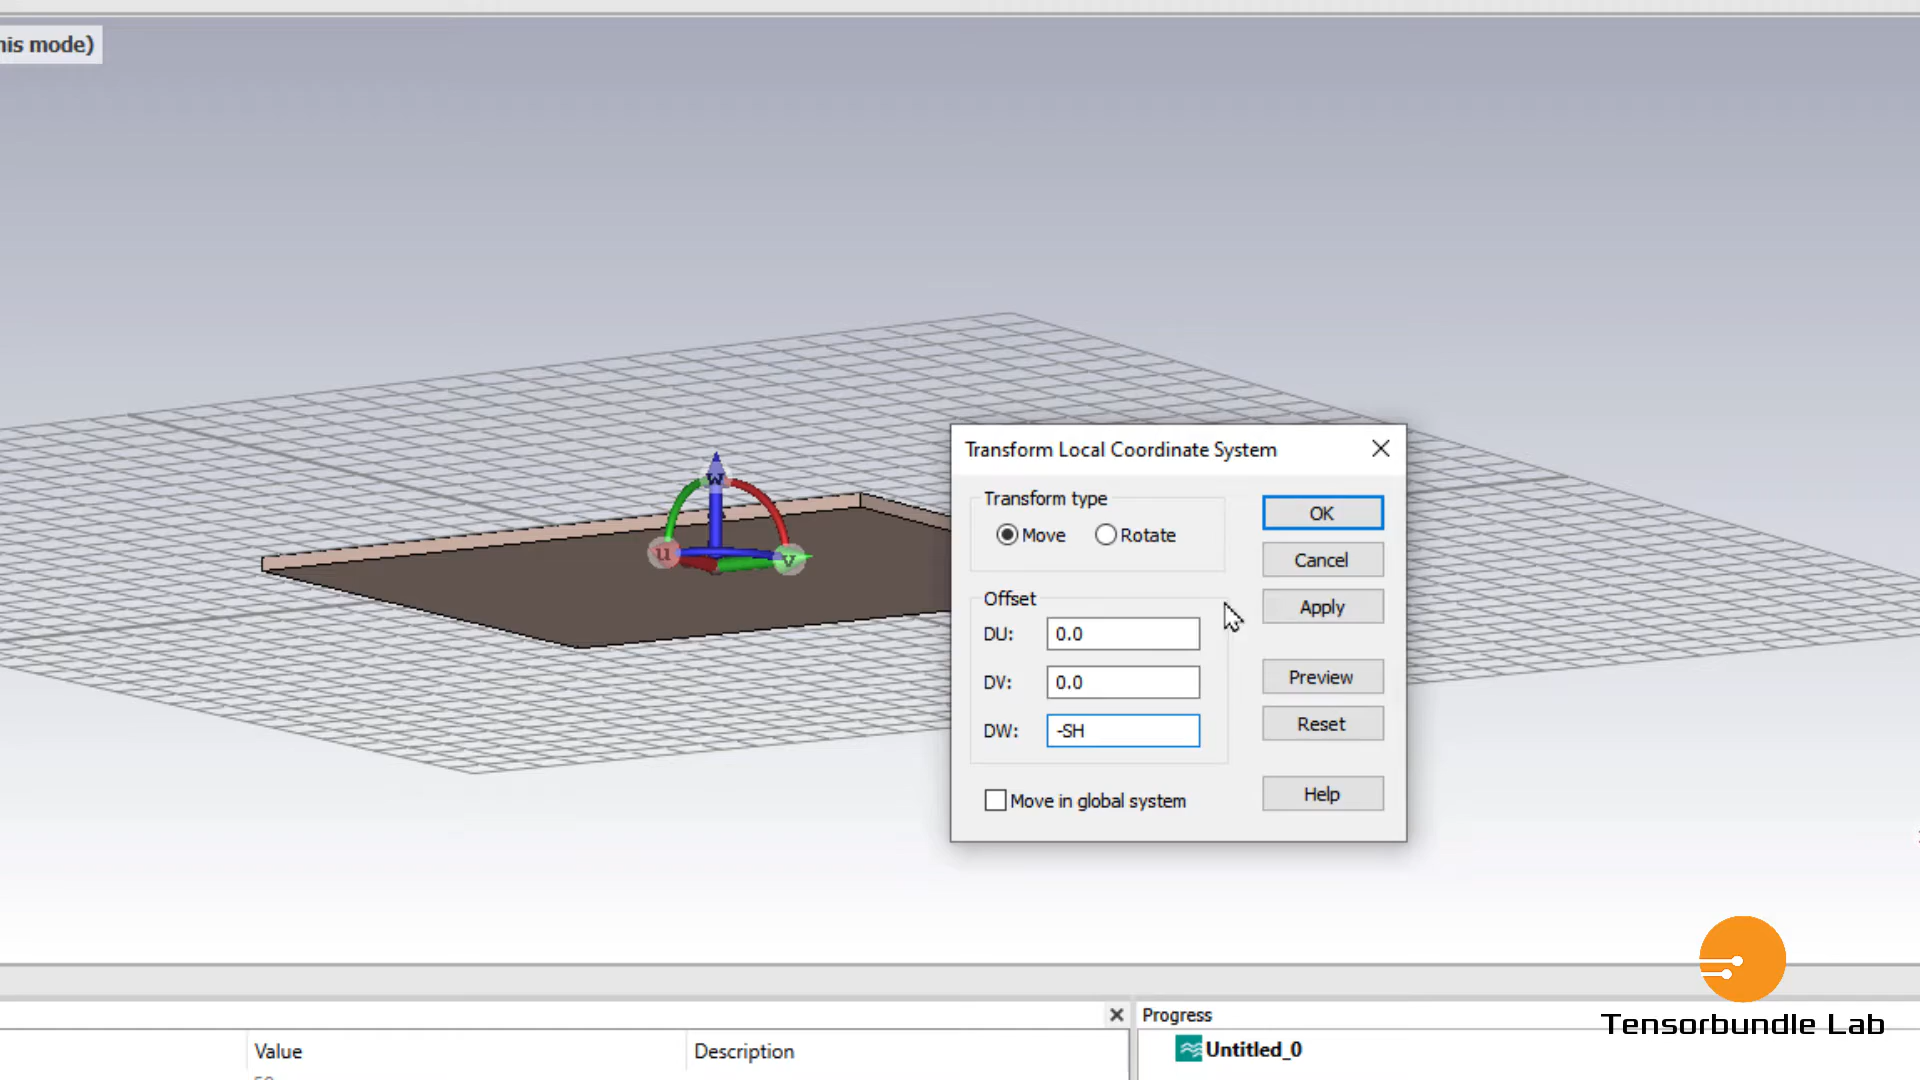 his mode)
w
u
v
Transform Local Coordinate System
Transform type
Move
Rotate
OK
Cancel
Apply
Offset
DU:
0.0
DV:
0.0
DW:
-SH
Preview
Reset
Move in global system
Help
Tensorbundle Lab
Progress
Value
Description
Untitled_0